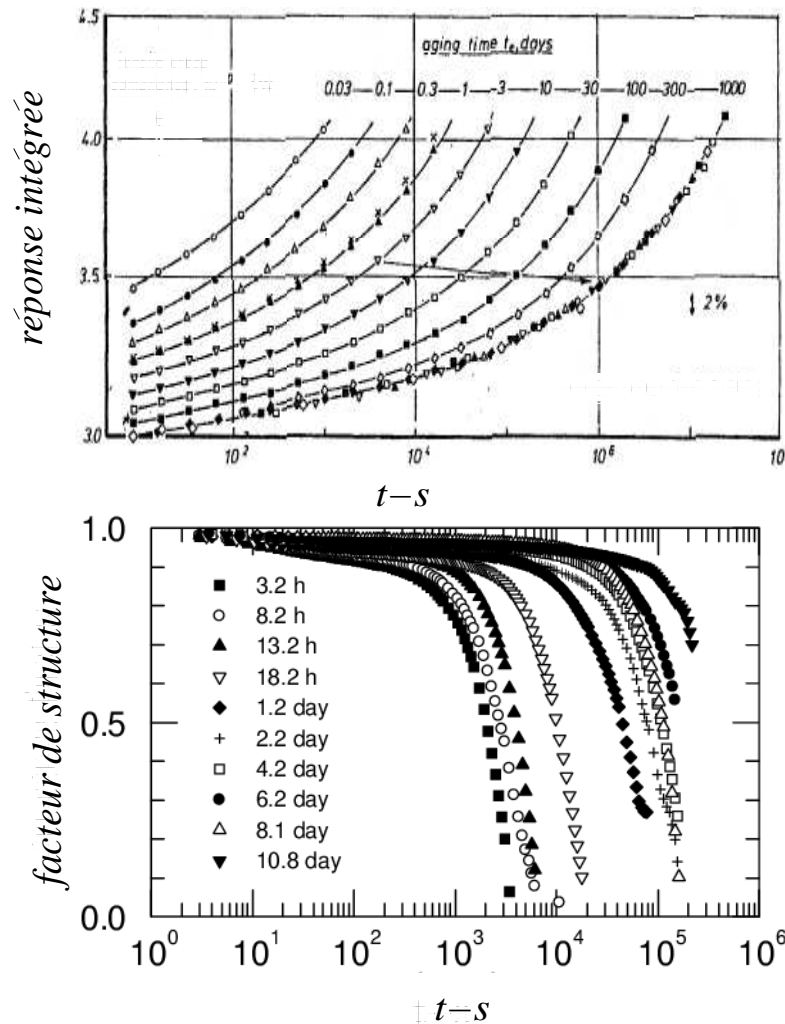 4.5
aging time te, days
0.03 0.1 0.3 1 3 10 30 100 300 1000
4.0
réponse intégrée
3.5
2%
3.0
10² 10⁴ 10⁶ 10
t-s
1.0
3.2 h
8.2 h
13.2 h
18.2 h
1.2 day
0.5
2.2 day
4.2 day
6.2 day
8.1 day
10.8 day
facteur de structure
0.0
10⁰ 10¹ 10² 10³ 10⁴ 10⁵ 10⁶
t-s